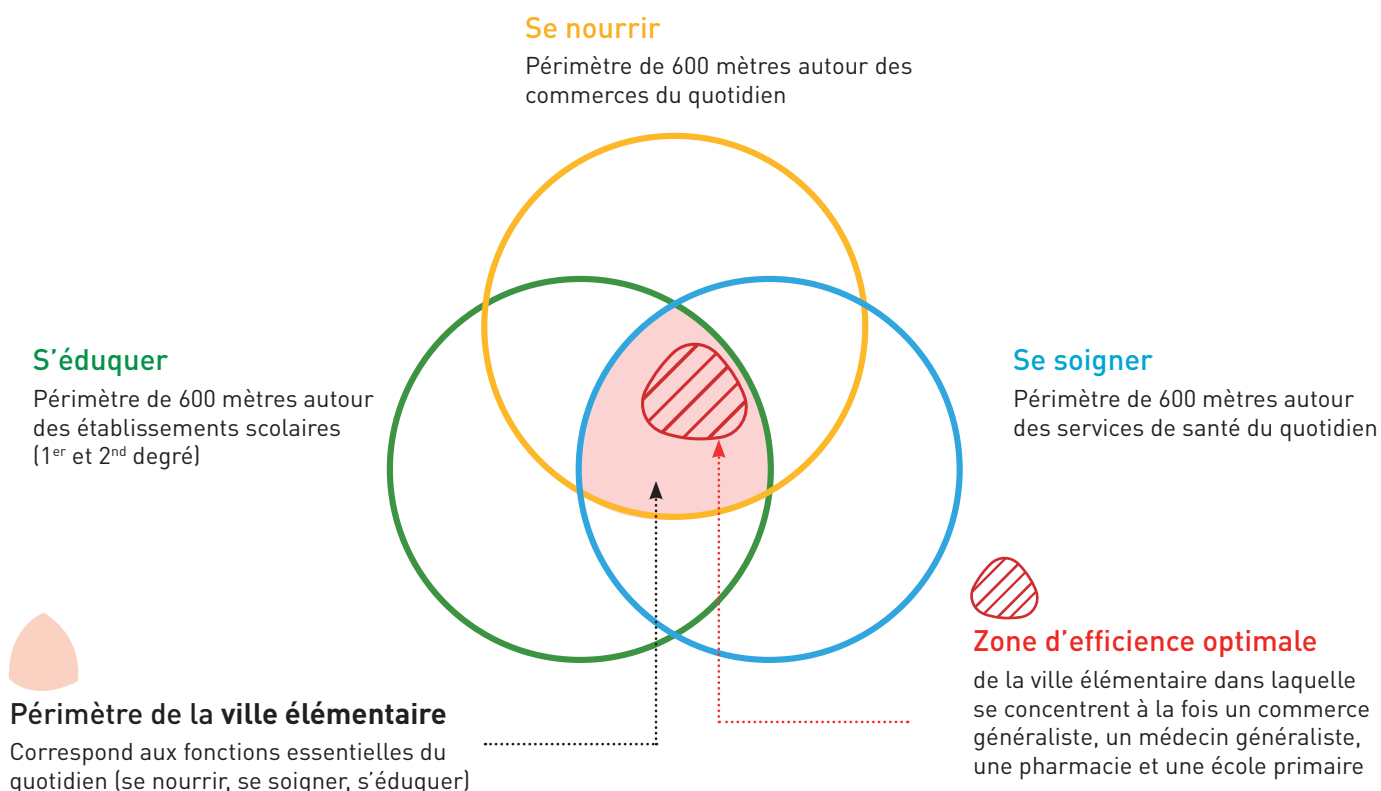 Se nourrir
Périmètre de 600 mètres autour des
commerces du quotidien
S'éduquer
Périmètre de 600 mètres autour
des établissements scolaires
(1er et 2nd degré)
Se soigner
Périmètre de 600 mètres autour
des services de santé du quotidien
Périmètre de la ville élémentaire
Correspond aux fonctions essentielles du
quotidien (se nourrir, se soigner, s'éduquer)
Zone d'efficience optimale
de la ville élémentaire dans laquelle
se concentrent à la fois un commerce
généraliste, un médecin généraliste,
une pharmacie et une école primaire